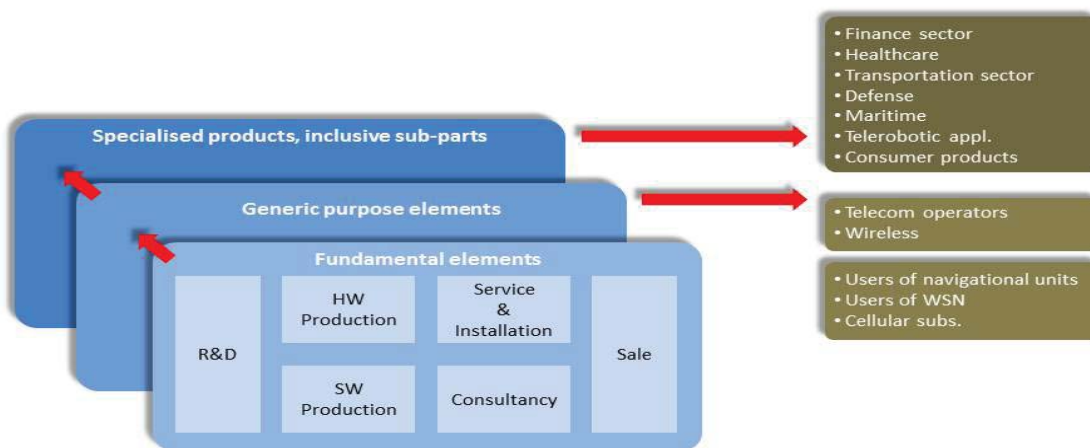 Specialised products, inclusive sub-parts
Generic purpose elements
Fundamental elements
R&D
HW
Production
SW
Production
Service
&
Installation
Consultancy
Sale
• Finance sector
• Healthcare
• Transportation sector
• Defense
• Maritime
• Telerobotic appl.
• Consumer products
• Telecom operators
• Wireless
• Users of navigational units
• Users of WSN
• Cellular subs.